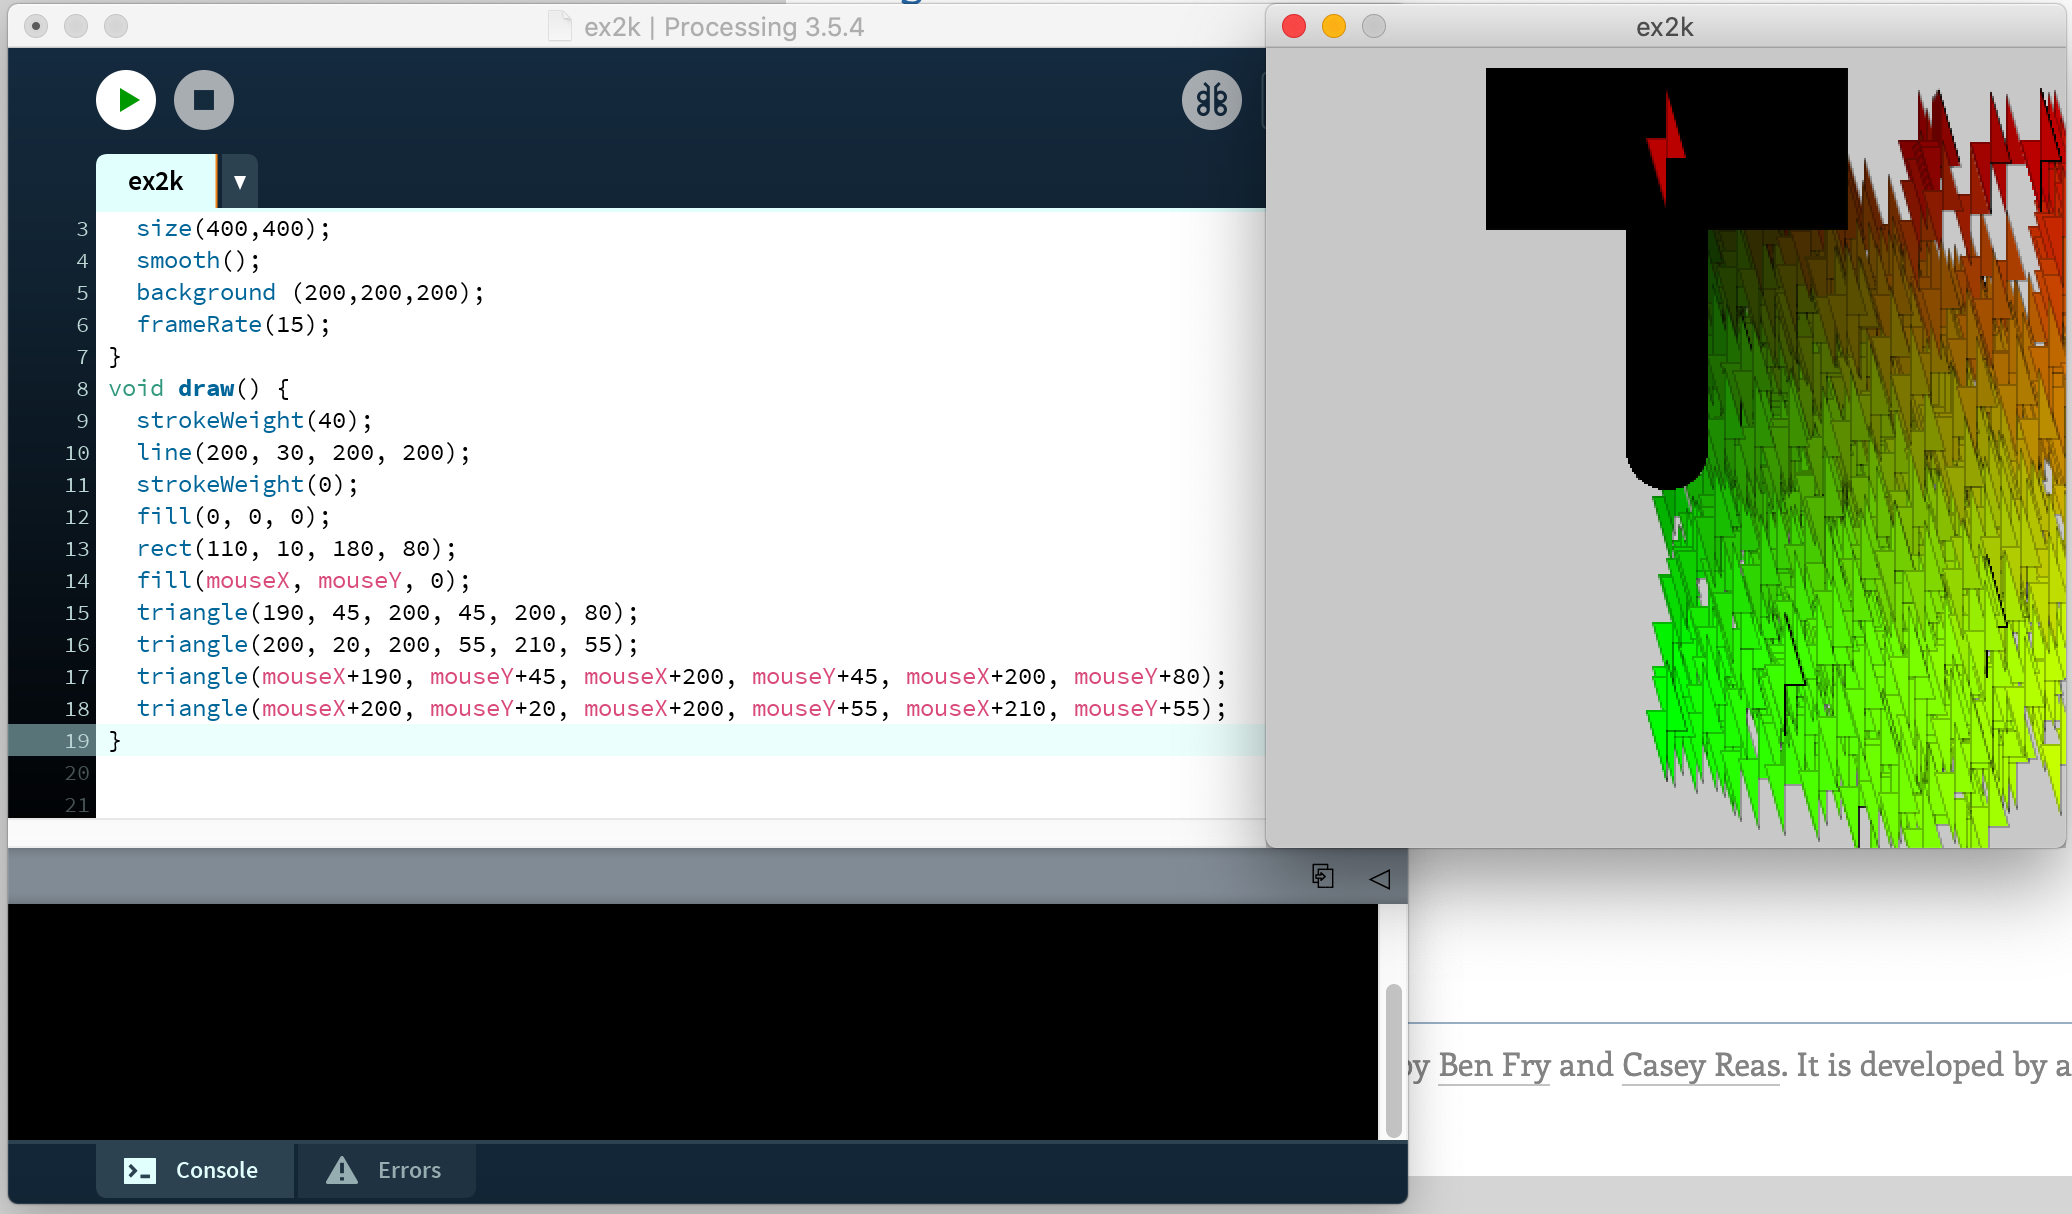 ex2k | Processing 3.5.4
ex2k
ex2k ▼
3 size(400,400);
4 smooth();
5 background (200,200,200);
6 frameRate(15);
7 }
8 void draw() {
9 strokeWeight(40);
10 line(200, 30, 200, 200);
11 strokeWeight(0);
12 fill(0, 0, 0);
13 rect(110, 10, 180, 80);
14 fill(mouseX, mouseY, 0);
15 triangle(190, 45, 200, 45, 200, 80);
16 triangle(200, 20, 200, 55, 210, 55);
17 triangle(mouseX+190, mouseY+45, mouseX+200, mouseY+45, mouseX+200, mouseY+80);
18 triangle(mouseX+200, mouseY+20, mouseX+200, mouseY+55, mouseX+210, mouseY+55);
19 }
20
21
by Ben Fry and Casey Reas. It is developed by a
Console
Errors